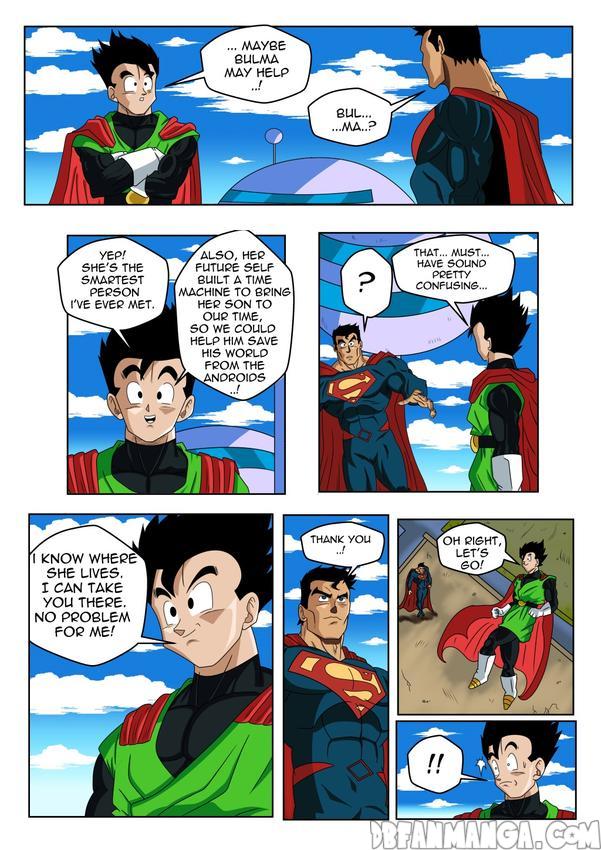 ... MAYBE
BULMA
MAY HELP
..!
BUL...
...MA..?
YEP!
SHE'S THE
SMARTEST
PERSON
I'VE EVER MET.
ALSO, HER
FUTURE SELF
BUILT A TIME
MACHINE TO BRING
HER SON TO
OUR TIME,
SO WE COULD
HELP HIM SAVE
HIS WORLD
FROM THE
ANDROIDS
..!
?
THAT... MUST...
HAVE SOUND
PRETTY
CONFUSING...
I KNOW WHERE
SHE LIVES.
I CAN TAKE
YOU THERE.
NO PROBLEM
FOR ME!
THANK YOU
..!
OH RIGHT,
LET'S
GO!
!!
DBFANMANGA.COM